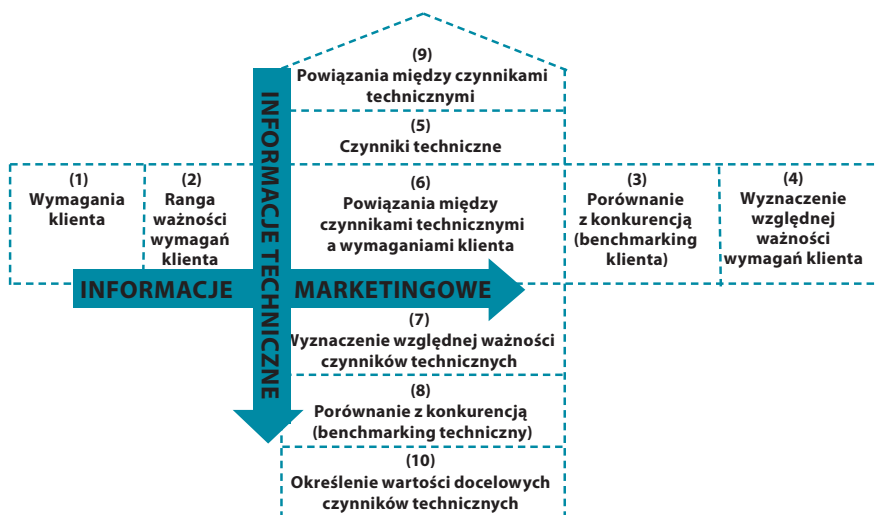 (9)
Powiązania między czynnikami
technicznymi
(5)
Czynniki techniczne
(1)
Wymagania
klienta
(2)
Ranga
ważności
wymagań
klienta
(6)
Powiązania między
czynnikami technicznymi
a wymaganiami klienta
(3)
Porównanie
z konkurencją
(benchmarking
klienta)
(4)
Wyznaczenie
względnej
ważności
wymagań klienta
INFORMACJE TECHNICZNE
INFORMACJE MARKETINGOWE
(7)
Wyznaczenie względnej ważności
czynników technicznych
(8)
Porównanie z konkurencją
(benchmarking techniczny)
(10)
Określenie wartości docelowych
czynników technicznych